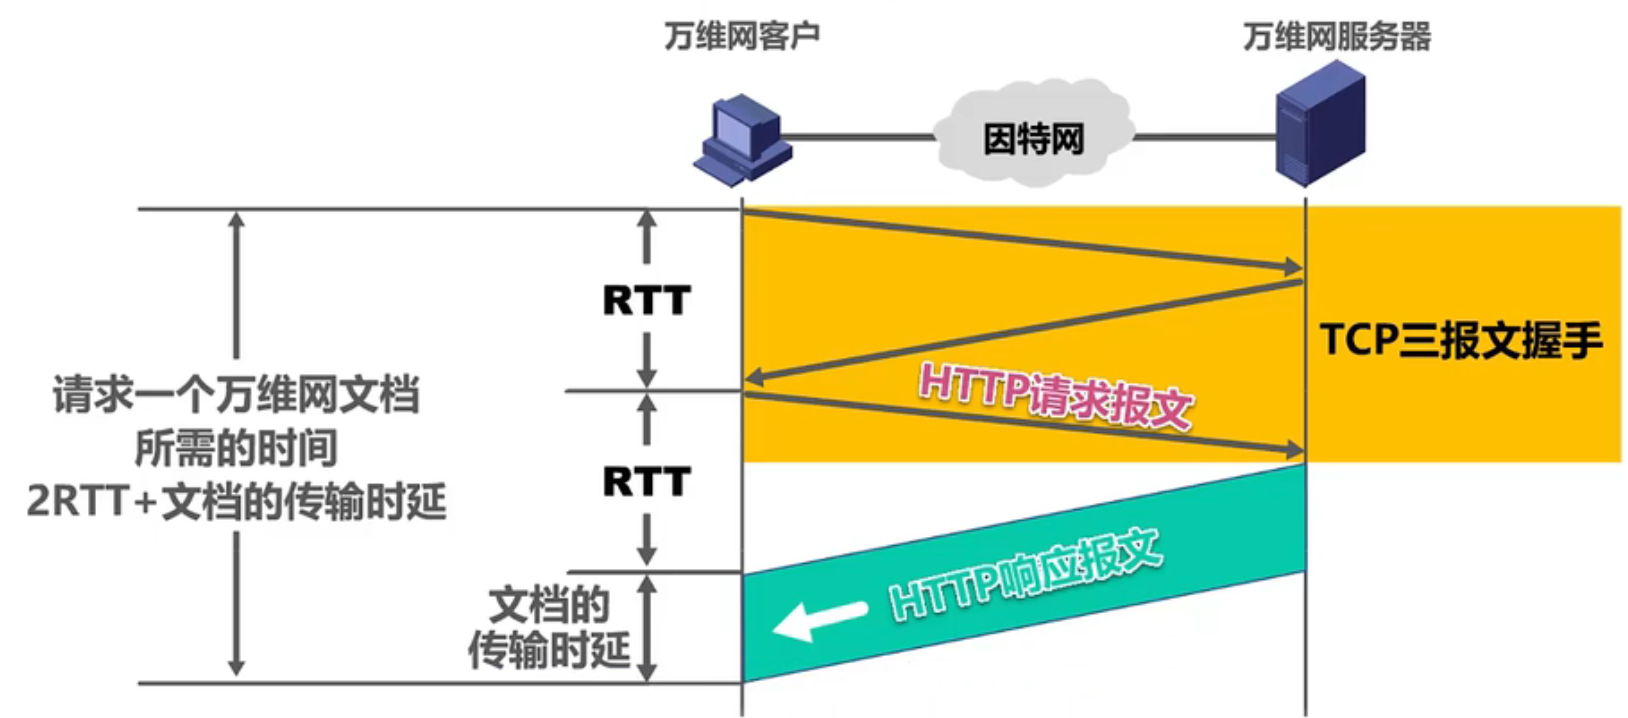 万维网客户
万维网服务器
因特网
RTT
TCP三报文握手
HTTP请求报文
请求一个万维网文档
所需的时间
2RTT+文档的传输时延
RTT
HTTP响应报文
文档的
传输时延